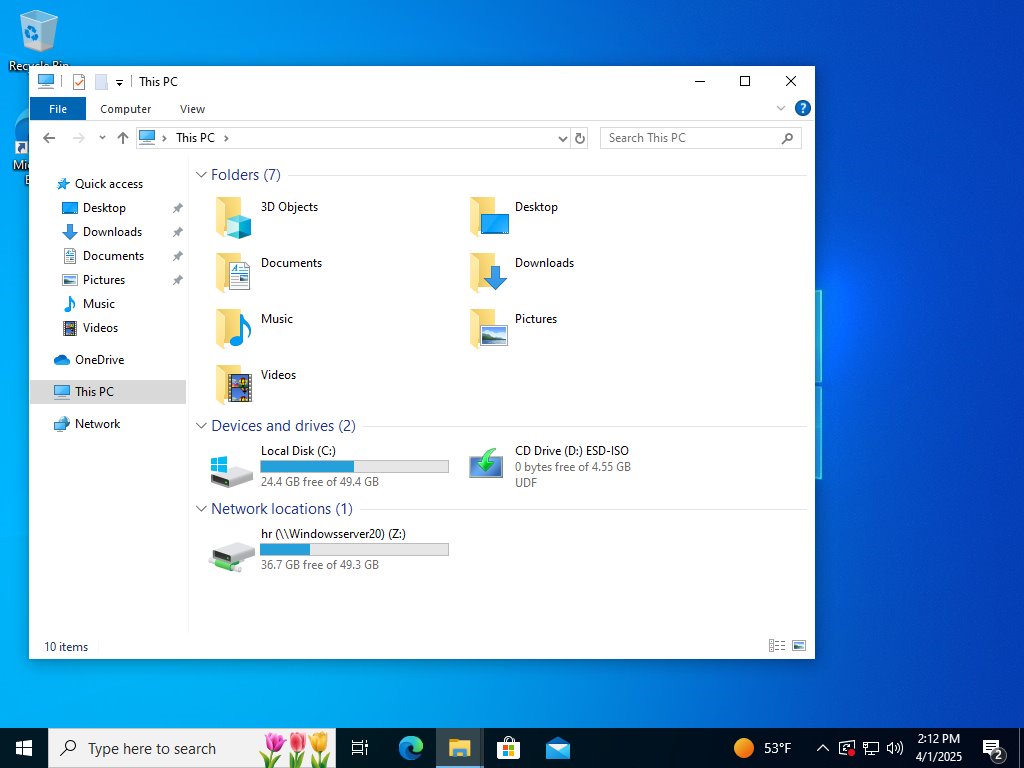 Recycle Bin
This PC
File
Computer
View
This PC
Search This PC
Quick access
Desktop
Downloads
Documents
Pictures
Music
Videos
OneDrive
This PC
Network
Folders (7)
3D Objects
Desktop
Documents
Downloads
Music
Pictures
Videos
Devices and drives (2)
Local Disk (C:)
24.4 GB free of 49.4 GB
CD Drive (D:) ESD-ISO
0 bytes free of 4.55 GB
UDF
Network locations (1)
hr (\\Windowsserver20) (Z:)
36.7 GB free of 49.3 GB
10 items
Type here to search
53°F
2:12 PM
4/1/2025
2